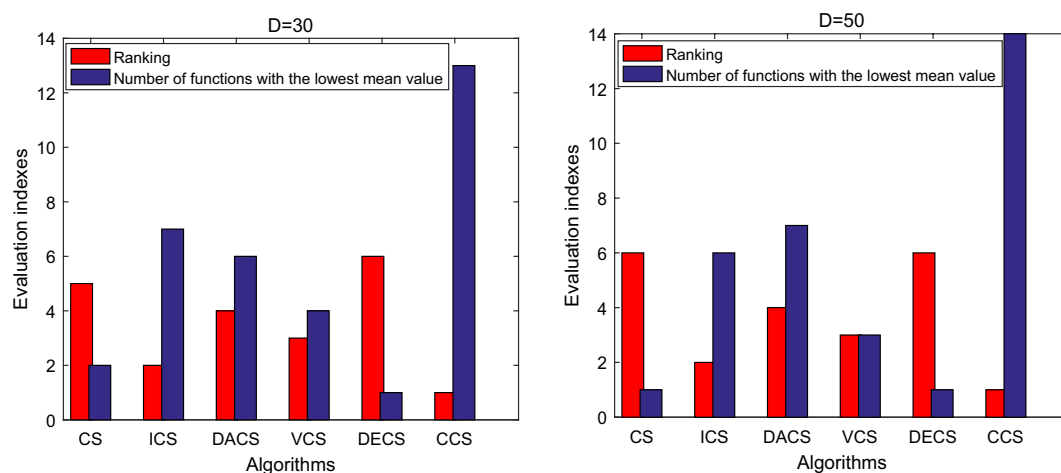 D=30
14
12
10
8
6
4
2
0
Evaluation indexes
Ranking
Number of functions with the lowest mean value
CS ICS DACS VCS DECS CCS
Algorithms
D=50
14
12
10
8
6
4
2
0
Evaluation indexes
Ranking
Number of functions with the lowest mean value
CS ICS DACS VCS DECS CCS
Algorithms